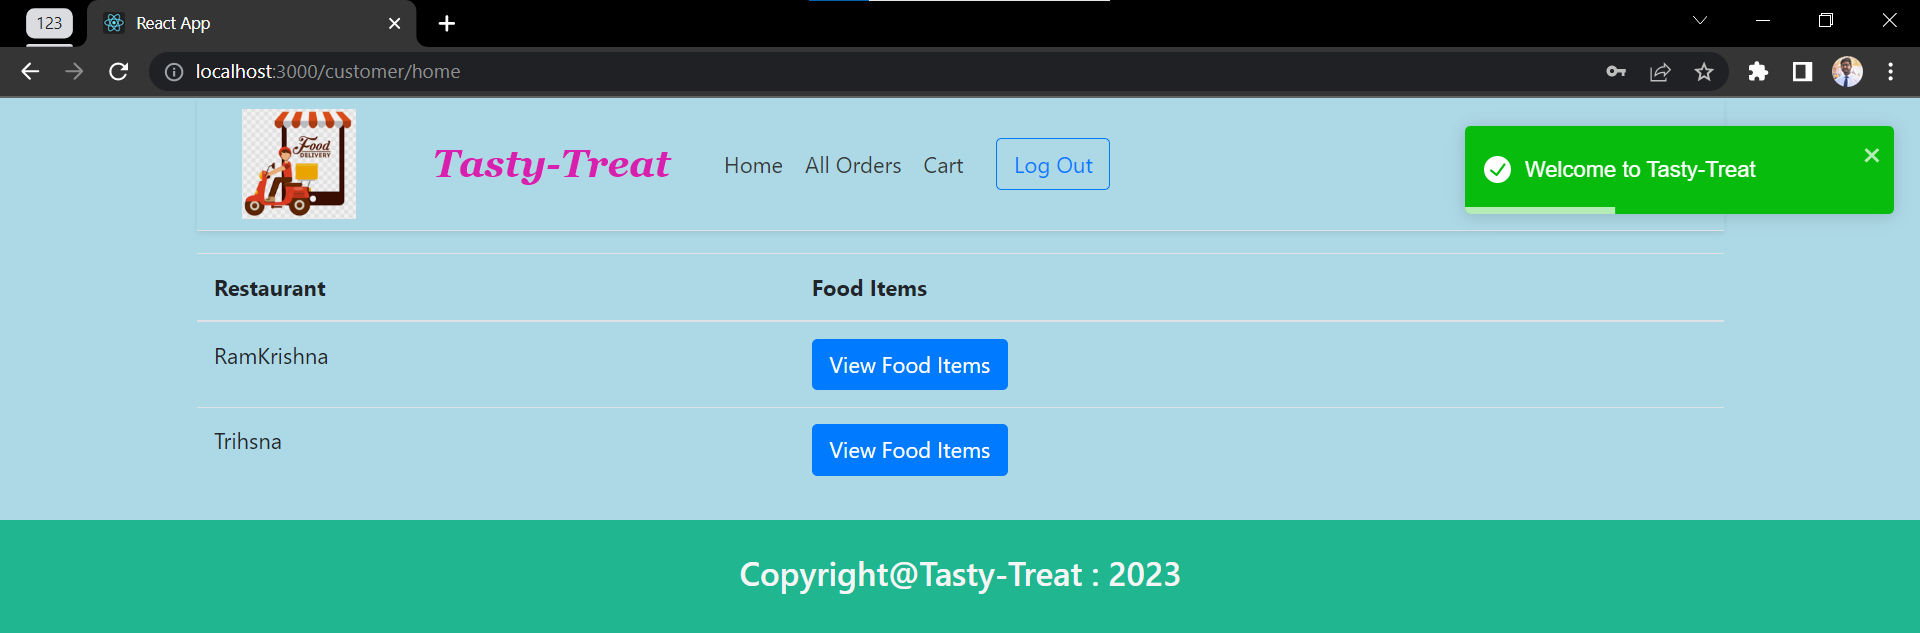 123
React App
localhost:3000/customer/home
Food
DELIVERY
Tasty-Treat
Home
All Orders
Cart
Log Out
Welcome to Tasty-Treat
Restaurant
Food Items
RamKrishna
View Food Items
Trihsna
View Food Items
Copyright@Tasty-Treat : 2023